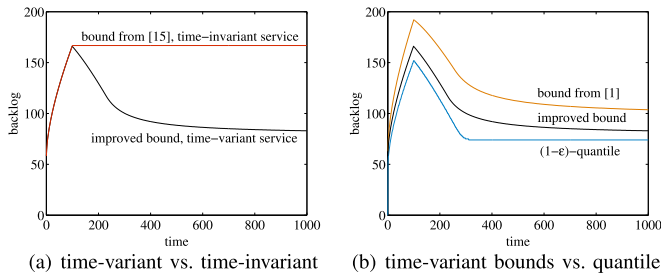 200
150
100
50
0
backlog
bound from [15], time−invariant service
improved bound, time−variant service
0 200 400 600 800 1000
time
(a) time-variant vs. time-invariant
200
150
100
50
0
backlog
bound from [1]
improved bound
(1−ε)−quantile
0 200 400 600 800 1000
time
(b) time-variant bounds vs. quantile